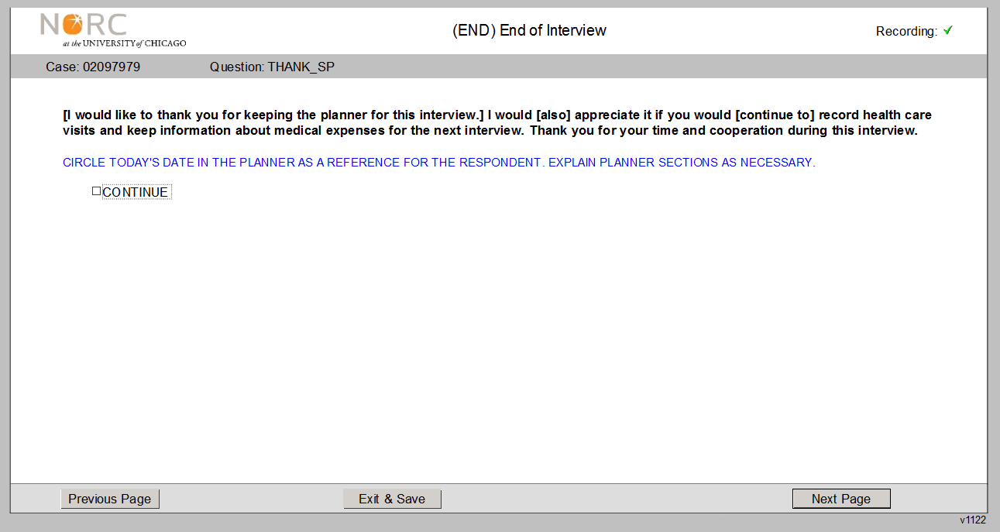 NORC
at the UNIVERSITY of CHICAGO
(END) End of Interview
Recording:
Case: 02097979
Question: THANK_SP
[I would like to thank you for keeping the planner for this interview.] I would [also] appreciate it if you would [continue to] record health care
visits and keep information about medical expenses for the next interview. Thank you for your time and cooperation during this interview.
CIRCLE TODAY'S DATE IN THE PLANNER AS A REFERENCE FOR THE RESPONDENT. EXPLAIN PLANNER SECTIONS AS NECESSARY.
CONTINUE
Previous Page
Exit & Save
Next Page
v1122